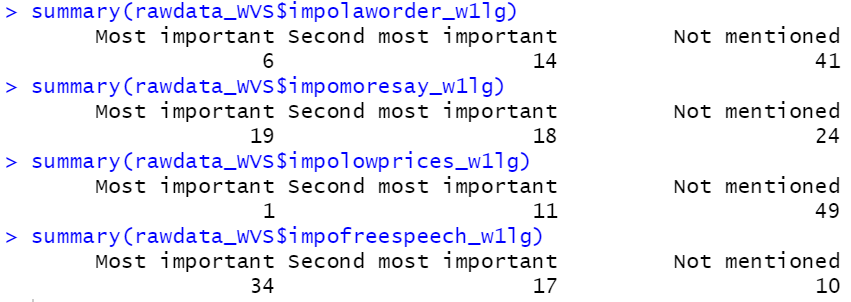 > summary(rawdata_WVS$impolaworder_w1lg)
Most important Second most important Not mentioned
6 14 41
> summary(rawdata_WVS$impomoresay_w1lg)
Most important Second most important Not mentioned
19 18 24
> summary(rawdata_WVS$impolowprices_w1lg)
Most important Second most important Not mentioned
1 11 49
> summary(rawdata_WVS$impofreespeech_w1lg)
Most important Second most important Not mentioned
34 17 10